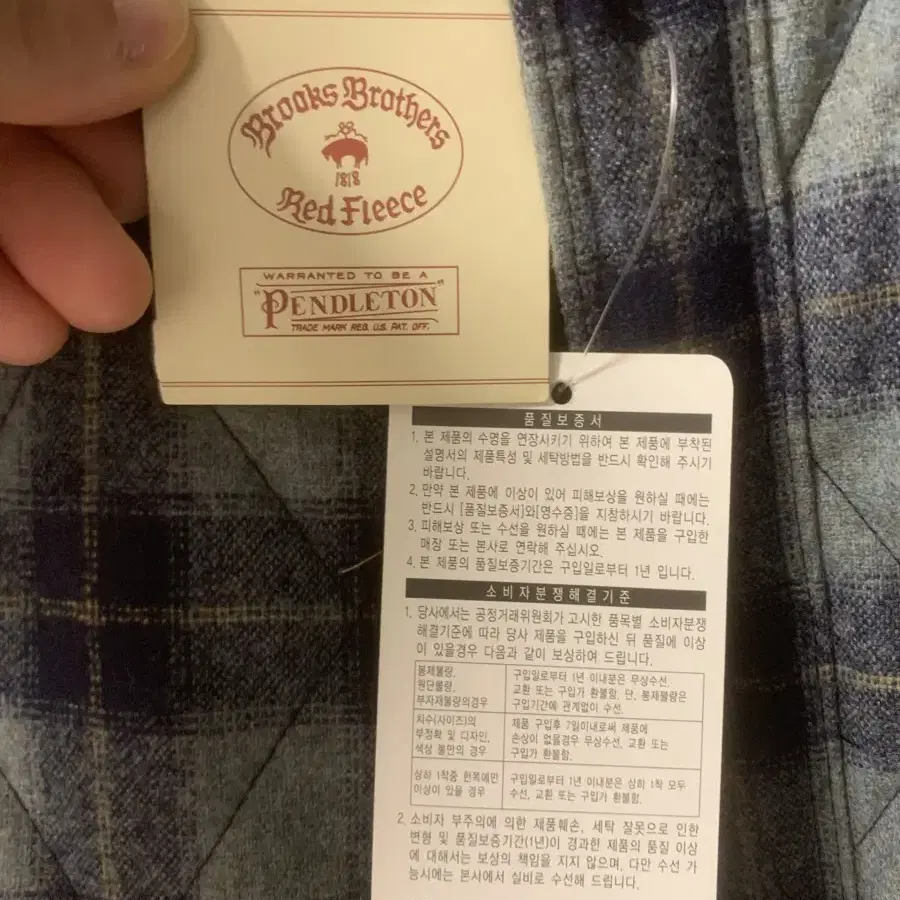 Brooks Brothers
1818
Red Fleece
WARRANTED TO BE A
"PENDLETON"
TRADE MARK REG. U.S. PAT. OFF.
품질보증서
1. 본 제품의 수명을 연장시키기 위하여 본 제품에 부착된
설명서의 제품특성 및 세탁방법을 반드시 확인해 주시기
바랍니다.
2. 만약 본 제품에 이상이 있어 피해보상을 원하실 때에는
반드시 [품질보증서]와[영수증]을 지참하시기 바랍니다.
3. 피해보상 또는 수선을 원하실 때에는 본 제품을 구입한
매장 또는 본사로 연락해 주십시오.
4. 본 제품의 품질보증기간은 구입일로부터 1년 입니다.
소비자분쟁해결기준
1. 당사에서는 공정거래위원회가 고시한 품목별 소비자분쟁
해결기준에 따라 당사 제품을 구입하신 뒤 품질에 이상
이 있을경우 다음과 같이 보상하여 드립니다.
봉제불량,
원단불량,
부자재불량의경우
구입일로부터 1년 이내분은 무상수선,
교환 또는 구입가 환불함. 단, 봉제불량은
구입기간에 관계없이 수선.
치수(사이즈)의
부정확 및 디자인,
색상 불만의 경우
제품 구입후 7일이내로써 제품에
손상이 없을경우 무상수선, 교환 또는
구입가 환불함.
상하 1착중 한쪽에만
이상이 있을 경우
구입일로부터 1년 이내분은 상하 1착 모두
수선, 교환 또는 구입가 환불함.
2. 소비자 부주의에 의한 제품훼손, 세탁 잘못으로 인한
변형 및 품질보증기간(1년)이 경과한 제품의 품질 이상
에 대해서는 보상의 책임을 지지 않으며, 다만 수선 가
능시에는 본사에서 실비로 수선해 드립니다.